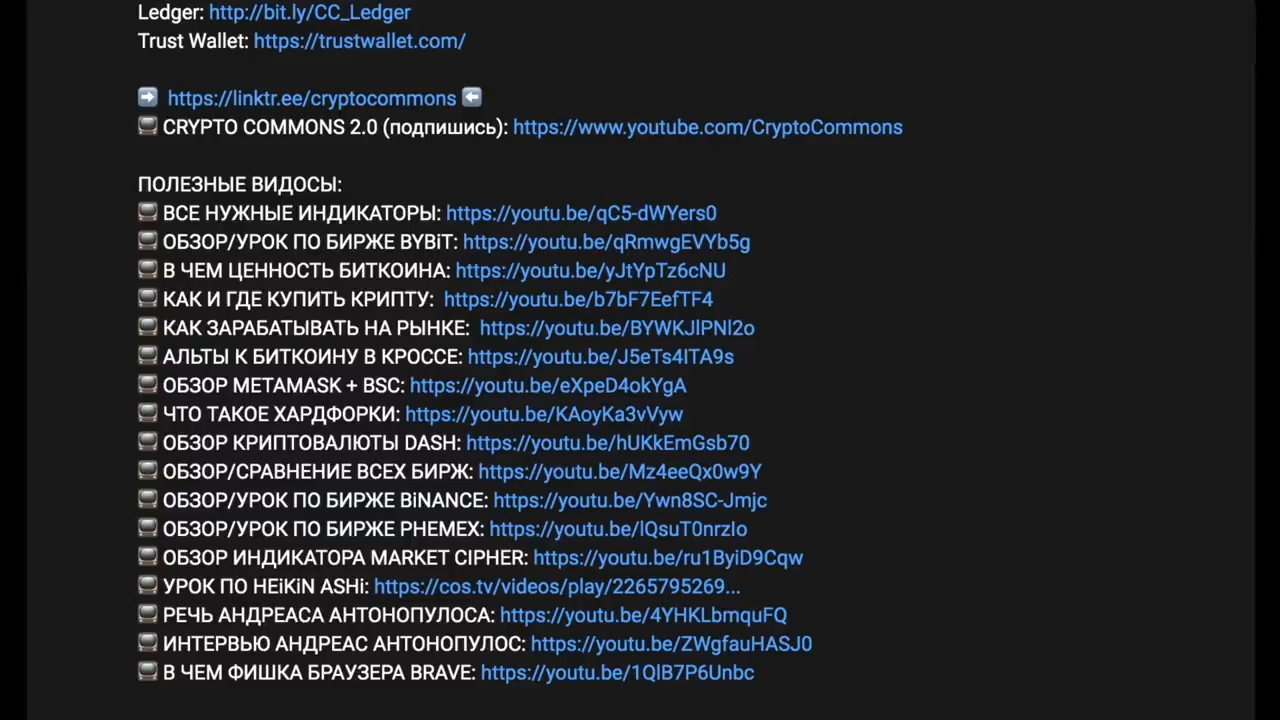 Ledger: http://bit.ly/CC_Ledger
Trust Wallet: https://trustwallet.com/
➡️ https://linktr.ee/cryptocommons ⬅️
CRYPTO COMMONS 2.0 (подпишись): https://www.youtube.com/CryptoCommons
ПОЛЕЗНЫЕ ВИДОСЫ:
ВСЕ НУЖНЫЕ ИНДИКАТОРЫ: https://youtu.be/qC5-dWYers0
ОБЗОР/УРОК ПО БИРЖЕ BYBiT: https://youtu.be/qRmwgEVYb5g
В ЧЕМ ЦЕННОСТЬ БИТКОИНА: https://youtu.be/yJtYpTz6cNU
КАК И ГДЕ КУПИТЬ КРИПТУ: https://youtu.be/b7bF7EefTF4
КАК ЗАРАБАТЫВАТЬ НА РЫНКЕ: https://youtu.be/BYWKJlPNl2o
АЛЬТЫ К БИТКОИНУ В КРОССЕ: https://youtu.be/J5eTs4lTA9s
ОБЗОР METAMASK + BSC: https://youtu.be/eXpeD4okYgA
ЧТО ТАКОЕ ХАРДФОРКИ: https://youtu.be/KAoyKa3vVyw
ОБЗОР КРИПТОВАЛЮТЫ DASH: https://youtu.be/hUKkEmGsb70
ОБЗОР/СРАВНЕНИЕ ВСЕХ БИРЖ: https://youtu.be/Mz4eeQx0w9Y
ОБЗОР/УРОК ПО БИРЖЕ BiNANCE: https://youtu.be/Ywn8SC-Jmjc
ОБЗОР/УРОК ПО БИРЖЕ PHEMEX: https://youtu.be/lQsuT0nrzIo
ОБЗОР ИНДИКАТОРА MARKET CIPHER: https://youtu.be/ru1ByiD9Cqw
УРОК ПО HEiKiN ASHi: https://cos.tv/videos/play/2265795269...
РЕЧЬ АНДРЕАСА АНТОНОПУЛОСА: https://youtu.be/4YHKLbmquFQ
ИНТЕРВЬЮ АНДРЕАС АНТОНОПУЛОС: https://youtu.be/ZWgfauHASJ0
В ЧЕМ ФИШКА БРАУЗЕРА BRAVE: https://youtu.be/1QlB7P6Unbc